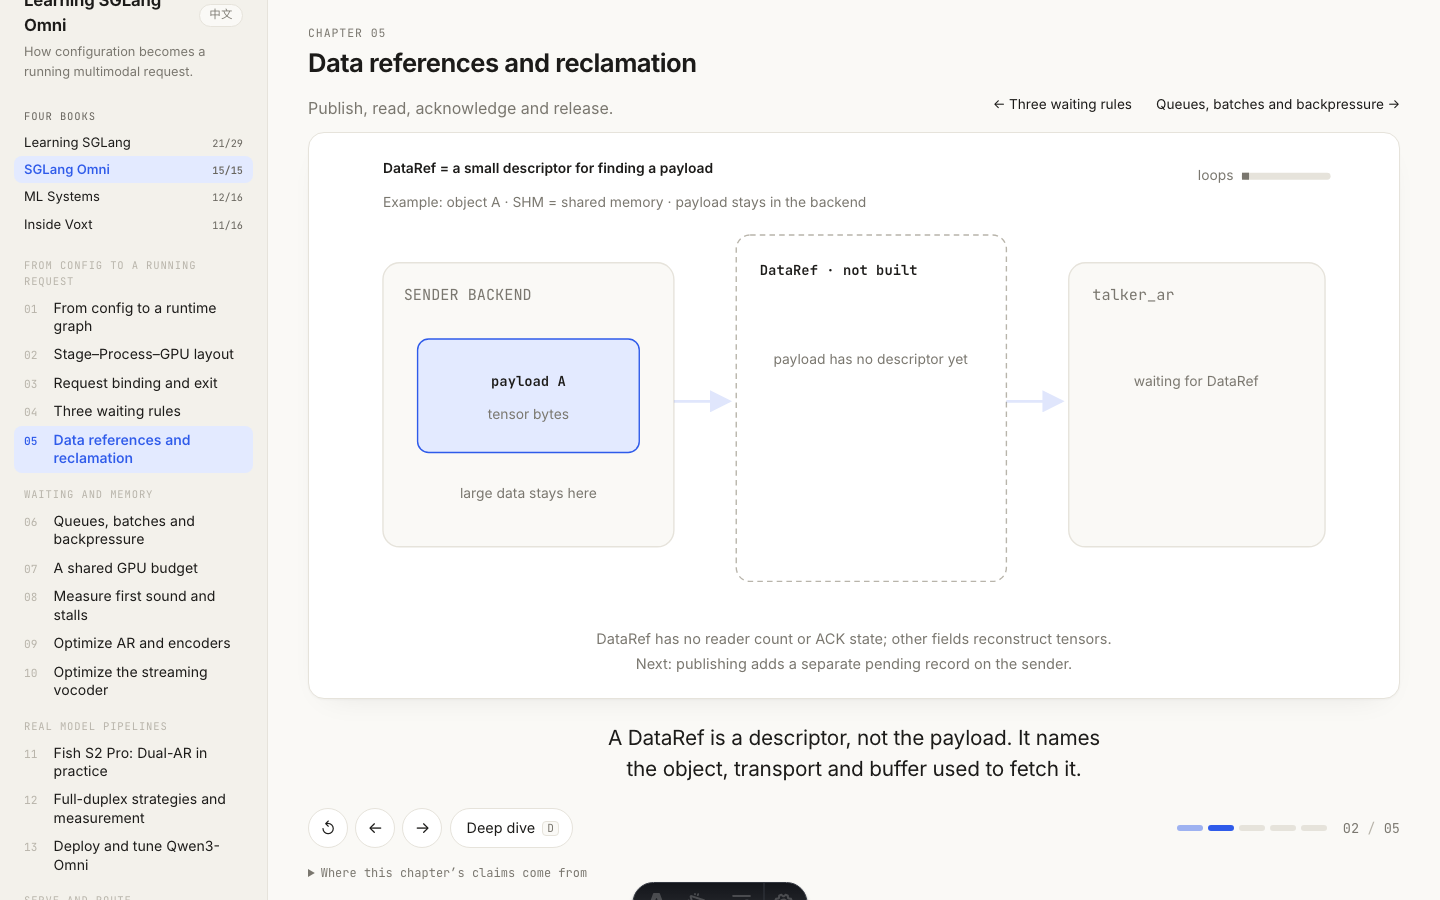 Learning SGLang
Omni
中文
How configuration becomes a
running multimodal request.
FOUR BOOKS
Learning SGLang 21/29
SGLang Omni 15/15
ML Systems 12/16
Inside Voxt 11/16
FROM CONFIG TO A RUNNING
REQUEST
01 From config to a runtime
graph
02 Stage–Process–GPU layout
03 Request binding and exit
04 Three waiting rules
05 Data references and
reclamation
WAITING AND MEMORY
06 Queues, batches and
backpressure
07 A shared GPU budget
08 Measure first sound and
stalls
09 Optimize AR and encoders
10 Optimize the streaming
vocoder
REAL MODEL PIPELINES
11 Fish S2 Pro: Dual-AR in
practice
12 Full-duplex strategies and
measurement
13 Deploy and tune Qwen3-
Omni
SERVE AND ROUTE
CHAPTER 05
Data references and reclamation
Publish, read, acknowledge and release.
← Three waiting rules
Queues, batches and backpressure →
DataRef = a small descriptor for finding a payload
loops
Example: object A · SHM = shared memory · payload stays in the backend
SENDER BACKEND
payload A
tensor bytes
large data stays here
DataRef · not built
payload has no descriptor yet
talker_ar
waiting for DataRef
DataRef has no reader count or ACK state; other fields reconstruct tensors.
Next: publishing adds a separate pending record on the sender.
A DataRef is a descriptor, not the payload. It names
the object, transport and buffer used to fetch it.
Deep dive D
02 / 05
Where this chapter's claims come from